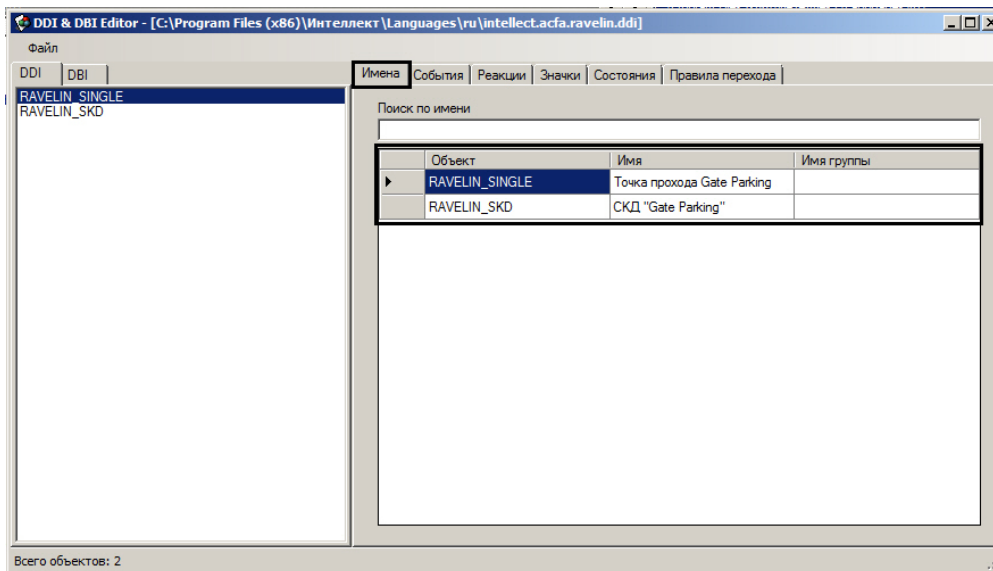 DDI & DBI Editor - [C:\Program Files (x86)\Интеллект\Languages\ru\intellect.acfa.ravelin.ddi]
Файл
DDI DBI
RAVELIN_SINGLE
RAVELIN_SKD
Имена События Реакции Значки Состояния Правила перехода
Поиск по имени
Объект Имя Имя группы
RAVELIN_SINGLE Точка прохода Gate Parking
RAVELIN_SKD СКД "Gate Parking"
Всего объектов: 2